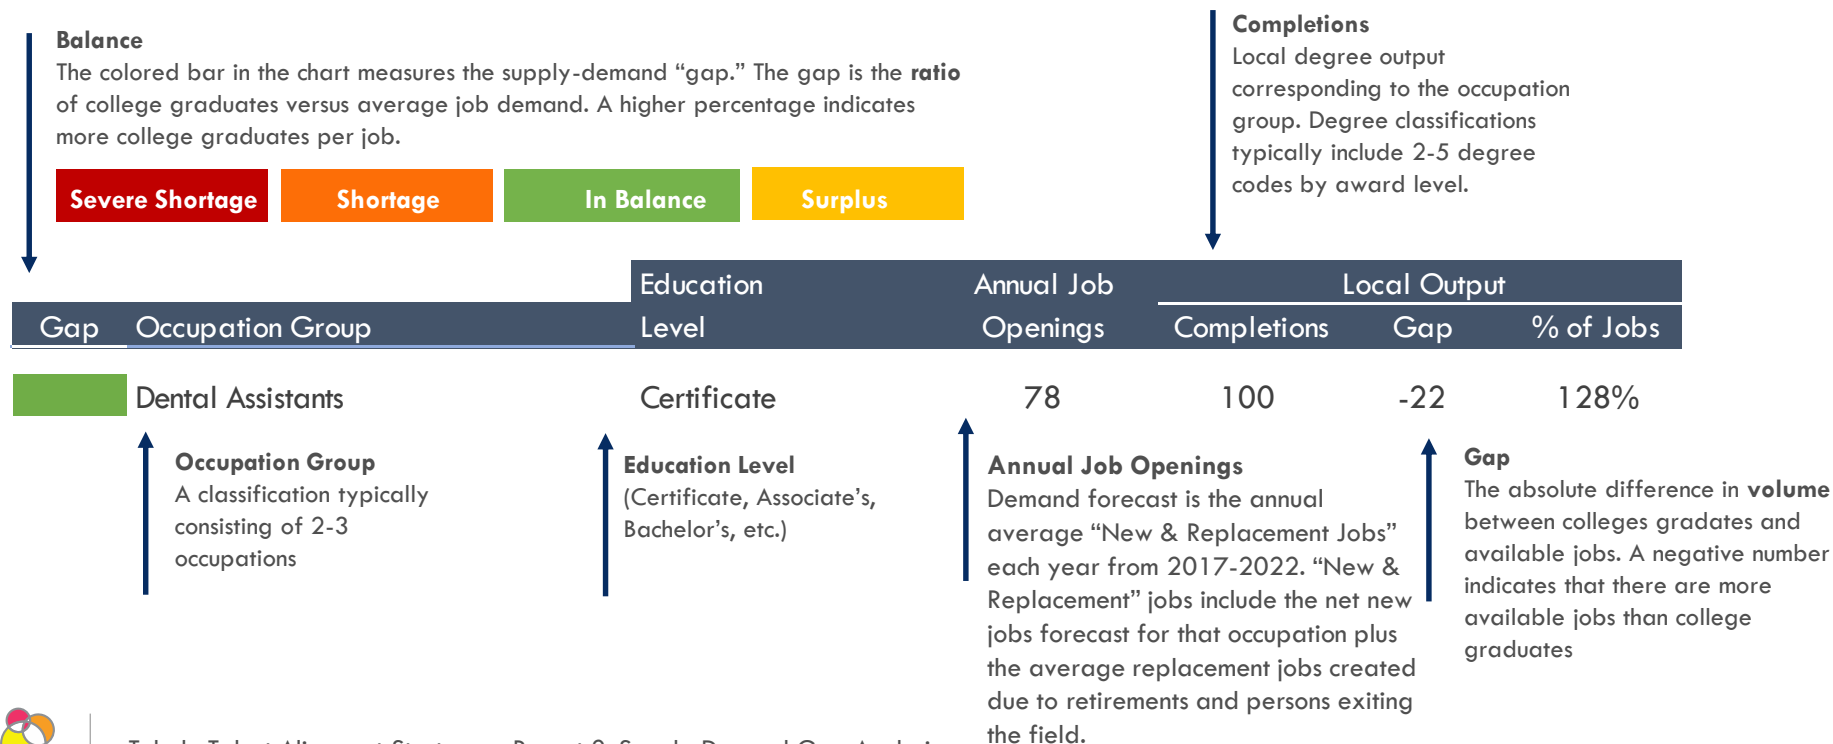 Balance
The colored bar in the chart measures the supply-demand “gap.” The gap is the ratio
of college graduates versus average job demand. A higher percentage indicates
more college graduates per job.
Severe Shortage
Shortage
In Balance
Surplus
Completions
Local degree output
corresponding to the occupation
group. Degree classifications
typically include 2-5 degree
codes by award level.
Education Annual Job Local Output
Gap Occupation Group Level Openings Completions Gap % of Jobs
Dental Assistants Certificate 78 100 -22 128%
Occupation Group
A classification typically
consisting of 2-3
occupations
Education Level
(Certificate, Associate’s,
Bachelor’s, etc.)
Annual Job Openings
Demand forecast is the annual
average “New & Replacement Jobs”
each year from 2017-2022. “New &
Replacement” jobs include the net new
jobs forecast for that occupation plus
the average replacement jobs created
due to retirements and persons exiting
the field.
Gap
The absolute difference in volume
between colleges gradates and
available jobs. A negative number
indicates that there are more
available jobs than college
graduates